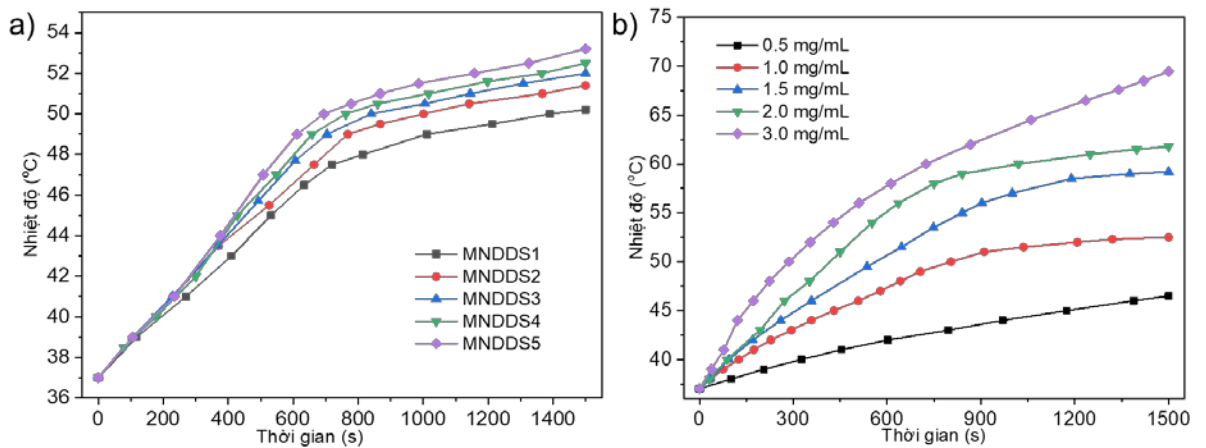 a)
Nhiệt độ (ºC)
54
52
50
48
46
44
42
40
38
36
0 200 400 600 800 1000 1200 1400
Thời gian (s)
MNDDS1
MNDDS2
MNDDS3
MNDDS4
MNDDS5
b)
Nhiệt độ (ºC)
75
70
65
60
55
50
45
40
0 300 600 900 1200 1500
Thời gian (s)
0.5 mg/mL
1.0 mg/mL
1.5 mg/mL
2.0 mg/mL
3.0 mg/mL